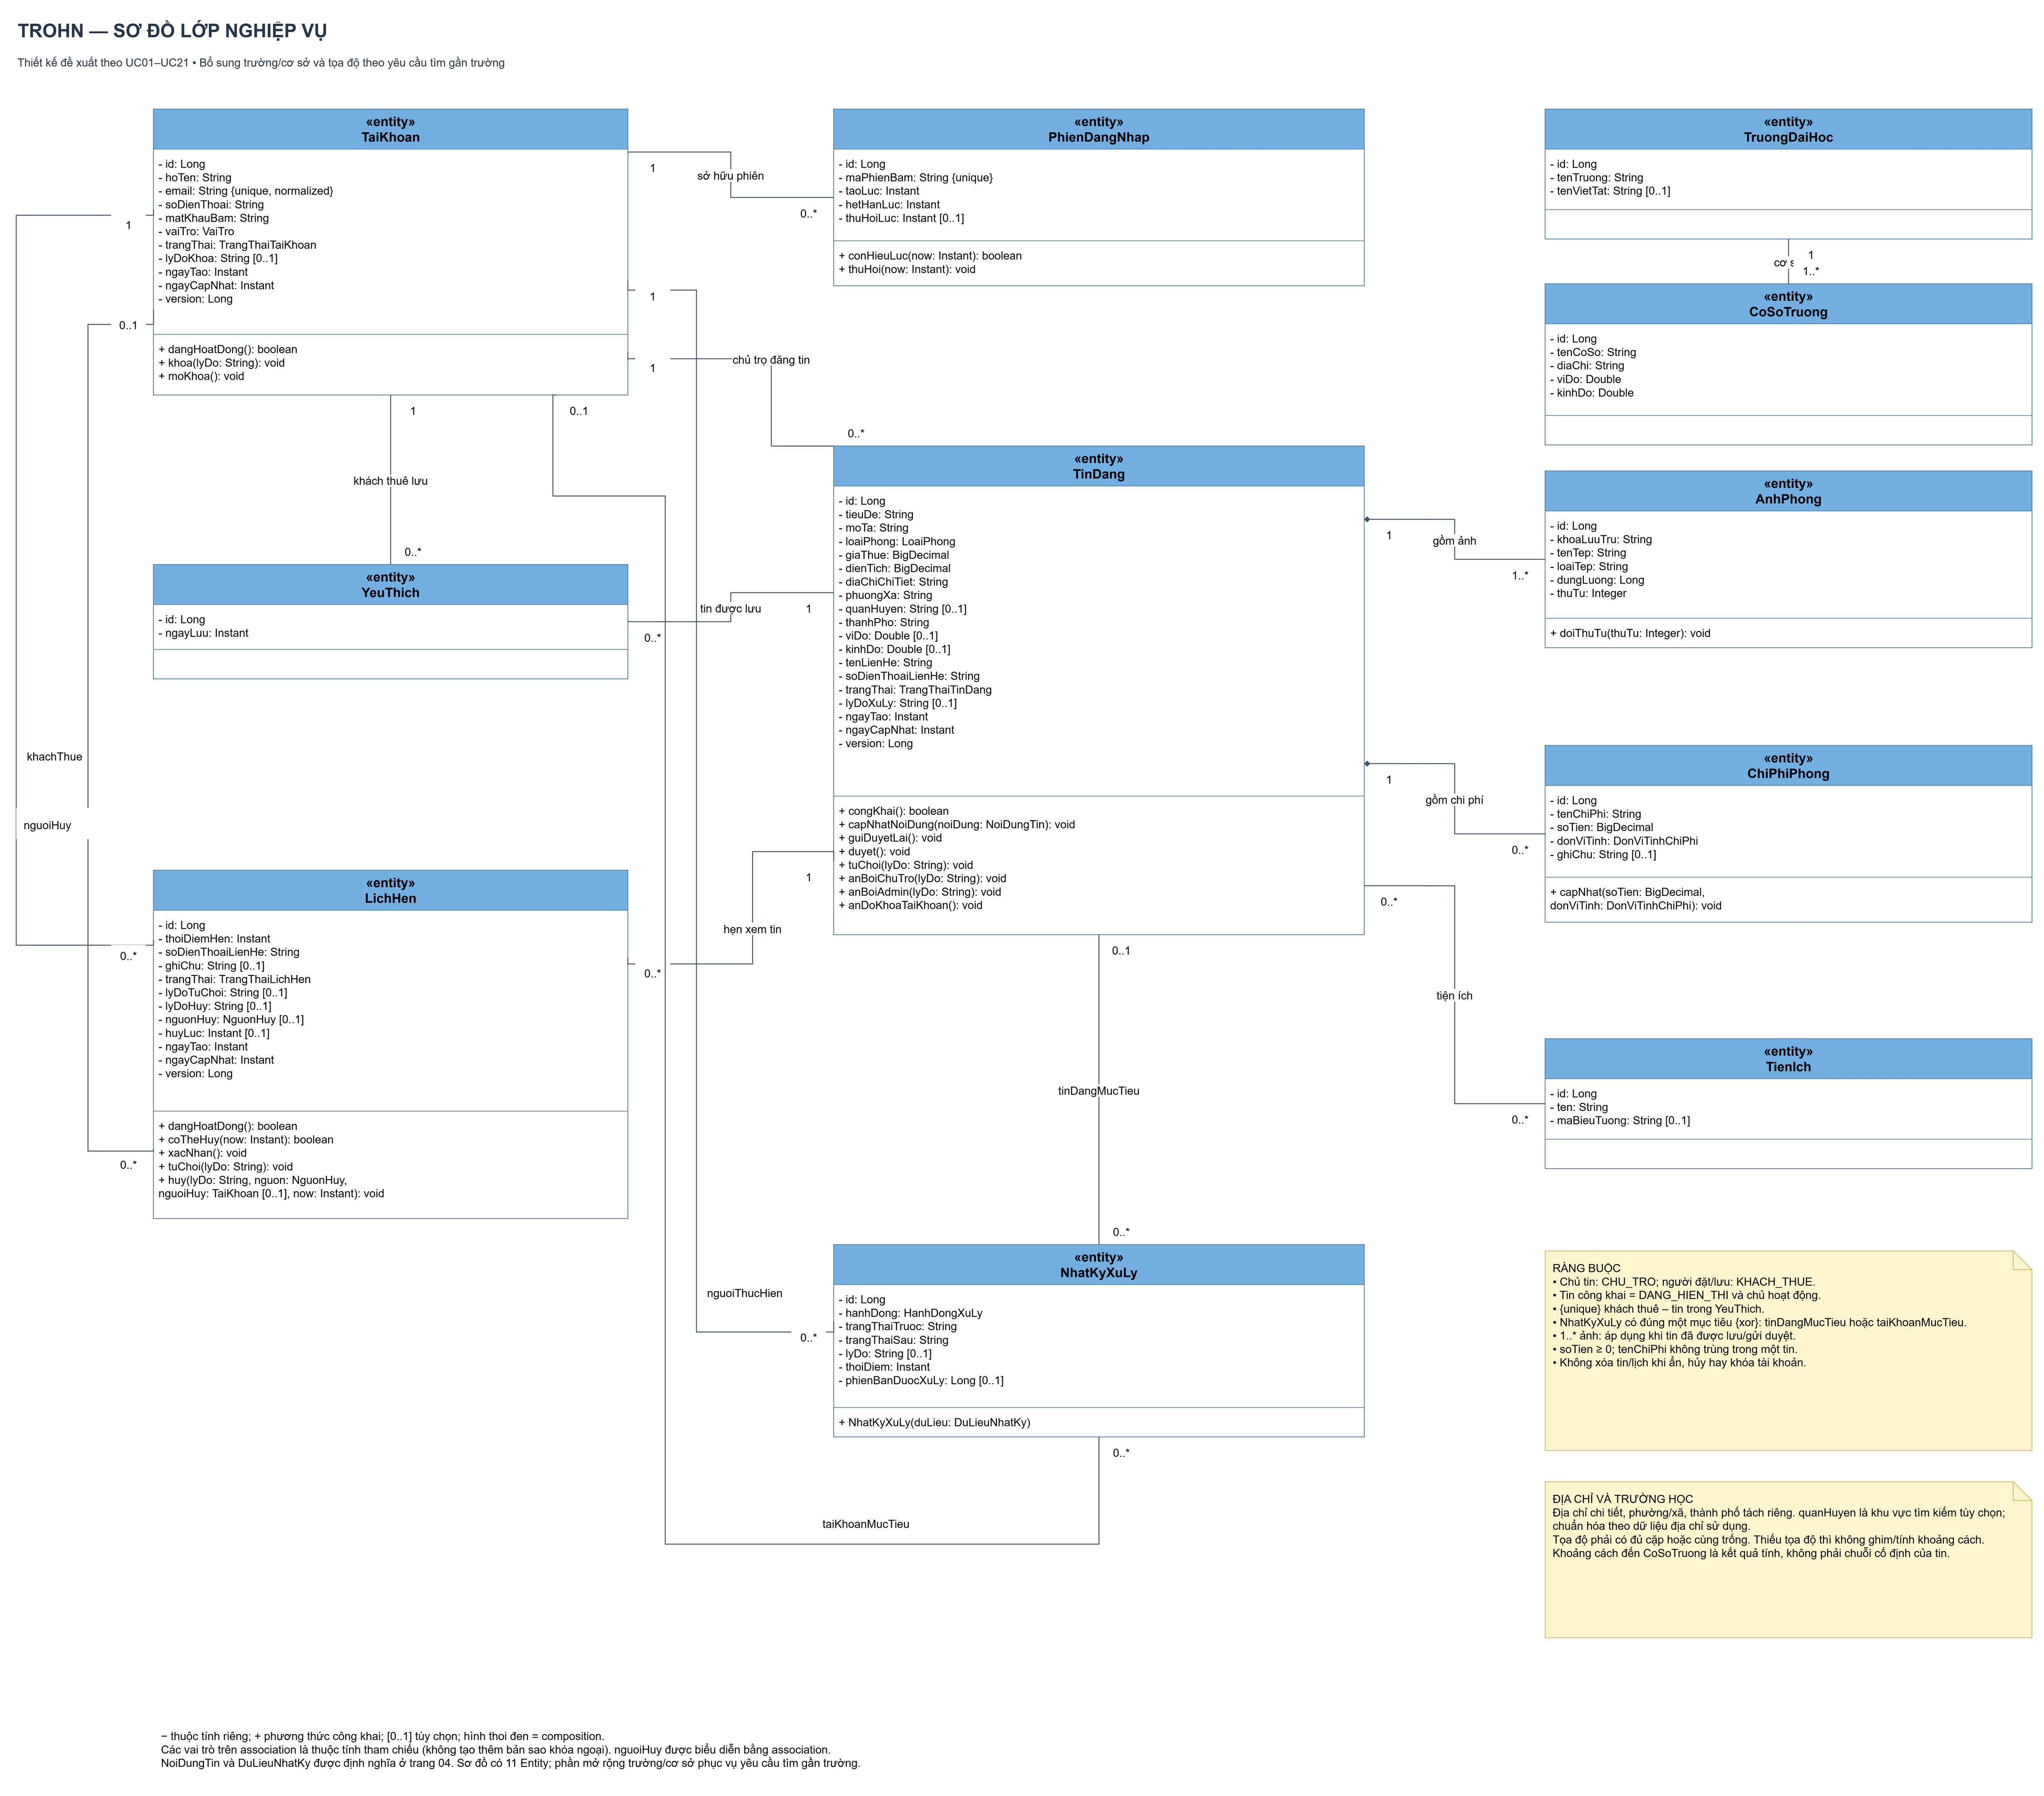 TROHN — SƠ ĐỒ LỚP NGHIỆP VỤ
Thiết kế đề xuất theo UC01–UC21 • Bổ sung trường/cơ sở và tọa độ theo yêu cầu tìm gần trường
«entity»
TaiKhoan
- id: Long
- hoTen: String
- email: String {unique, normalized}
- soDienThoai: String
- matKhauBam: String
- vaiTro: VaiTro
- trangThai: TrangThaiTaiKhoan
- lyDoKhoa: String [0..1]
- ngayTao: Instant
- ngayCapNhat: Instant
- version: Long
+ dangHoatDong(): boolean
+ khoa(lyDo: String): void
+ moKhoa(): void
1
sở hữu phiên
0..*
«entity»
PhienDangNhap
- id: Long
- maPhienBam: String {unique}
- taoLuc: Instant
- hetHanLuc: Instant
- thuHoiLuc: Instant [0..1]
+ conHieuLuc(now: Instant): boolean
+ thuHoi(now: Instant): void
«entity»
TruongDaiHoc
- id: Long
- tenTruong: String
- tenVietTat: String [0..1]
1
cơ s
1..*
«entity»
CoSoTruong
- id: Long
- tenCoSo: String
- diaChi: String
- viDo: Double
- kinhDo: Double
1
0..1
1
1
chủ trọ đăng tin
0..*
1
0..1
khách thuê lưu
0..*
«entity»
YeuThich
- id: Long
- ngayLuu: Instant
tin được lưu
1
0..*
«entity»
TinDang
- id: Long
- tieuDe: String
- moTa: String
- loaiPhong: LoaiPhong
- giaThue: BigDecimal
- dienTich: BigDecimal
- diaChiChiTiet: String
- phuongXa: String
- quanHuyen: String [0..1]
- thanhPho: String
- viDo: Double [0..1]
- kinhDo: Double [0..1]
- tenLienHe: String
- soDienThoaiLienHe: String
- trangThai: TrangThaiTinDang
- lyDoXuLy: String [0..1]
- ngayTao: Instant
- ngayCapNhat: Instant
- version: Long
+ congKhai(): boolean
+ capNhatNoiDung(noiDung: NoiDungTin): void
+ guiDuyetLai(): void
+ duyet(): void
+ tuChoi(lyDo: String): void
+ anBoiChuTro(lyDo: String): void
+ anBoiAdmin(lyDo: String): void
+ anDoKhoaTaiKhoan(): void
1
gồm ảnh
1..*
«entity»
AnhPhong
- id: Long
- khoaLuuTru: String
- tenTep: String
- loaiTep: String
- dungLuong: Long
- thuTu: Integer
+ doiThuTu(thuTu: Integer): void
1
gồm chi phí
0..*
«entity»
ChiPhiPhong
- id: Long
- tenChiPhi: String
- soTien: BigDecimal
- donViTinh: DonViTinhChiPhi
- ghiChu: String [0..1]
+ capNhat(soTien: BigDecimal,
donViTinh: DonViTinhChiPhi): void
0..*
tiện ích
0..*
«entity»
TienIch
- id: Long
- ten: String
- maBieuTuong: String [0..1]
khachThue
nguoiHuy
0..*
0..*
«entity»
LichHen
- id: Long
- thoiDiemHen: Instant
- soDienThoaiLienHe: String
- ghiChu: String [0..1]
- trangThai: TrangThaiLichHen
- lyDoTuChoi: String [0..1]
- lyDoHuy: String [0..1]
- nguonHuy: NguonHuy [0..1]
- huyLuc: Instant [0..1]
- ngayTao: Instant
- ngayCapNhat: Instant
- version: Long
+ dangHoatDong(): boolean
+ coTheHuy(now: Instant): boolean
+ xacNhan(): void
+ tuChoi(lyDo: String): void
+ huy(lyDo: String, nguon: NguonHuy,
nguoiHuy: TaiKhoan [0..1], now: Instant): void
1
hẹn xem tin
0..*
0..1
tinDangMucTieu
0..*
nguoiThucHien
0..*
«entity»
NhatKyXuLy
- id: Long
- hanhDong: HanhDongXuLy
- trangThaiTruoc: String
- trangThaiSau: String
- lyDo: String [0..1]
- thoiDiem: Instant
- phienBanDuocXuLy: Long [0..1]
+ NhatKyXuLy(duLieu: DuLieuNhatKy)
0..*
taiKhoanMucTieu
RÀNG BUỘC
• Chủ tin: CHU_TRO; người đặt/lưu: KHACH_THUE.
• Tin công khai = DANG_HIEN_THI và chủ hoạt động.
• {unique} khách thuê – tin trong YeuThich.
• NhatKyXuLy có đúng một mục tiêu {xor}: tinDangMucTieu hoặc taiKhoanMucTieu.
• 1..* ảnh: áp dụng khi tin đã được lưu/gửi duyệt.
• soTien ≥ 0; tenChiPhi không trùng trong một tin.
• Không xóa tin/lịch khi ẩn, hủy hay khóa tài khoản.
ĐỊA CHỈ VÀ TRƯỜNG HỌC
Địa chỉ chi tiết, phường/xã, thành phố tách riêng. quanHuyen là khu vực tìm kiếm tùy chọn;
chuẩn hóa theo dữ liệu địa chỉ sử dụng.
Tọa độ phải có đủ cặp hoặc cùng trống. Thiếu tọa độ thì không ghim/tính khoảng cách.
Khoảng cách đến CoSoTruong là kết quả tính, không phải chuỗi cố định của tin.
− thuộc tính riêng; + phương thức công khai; [0..1] tùy chọn; hình thoi đen = composition.
Các vai trò trên association là thuộc tính tham chiếu (không tạo thêm bản sao khóa ngoại). nguoiHuy được biểu diễn bằng association.
NoiDungTin và DuLieuNhatKy được định nghĩa ở trang 04. Sơ đồ có 11 Entity; phần mở rộng trường/cơ sở phục vụ yêu cầu tìm gần trường.